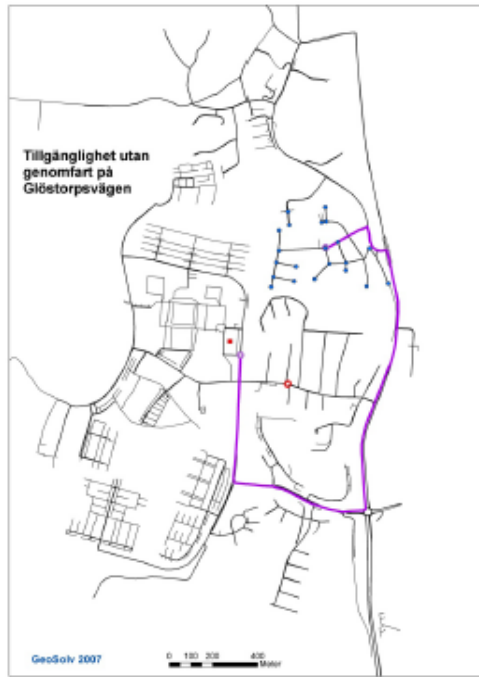 Tillgänglighet utan
genomfart på
Glöstorpsvägen
GeoSolv 2007
0 100 200 400
Meter